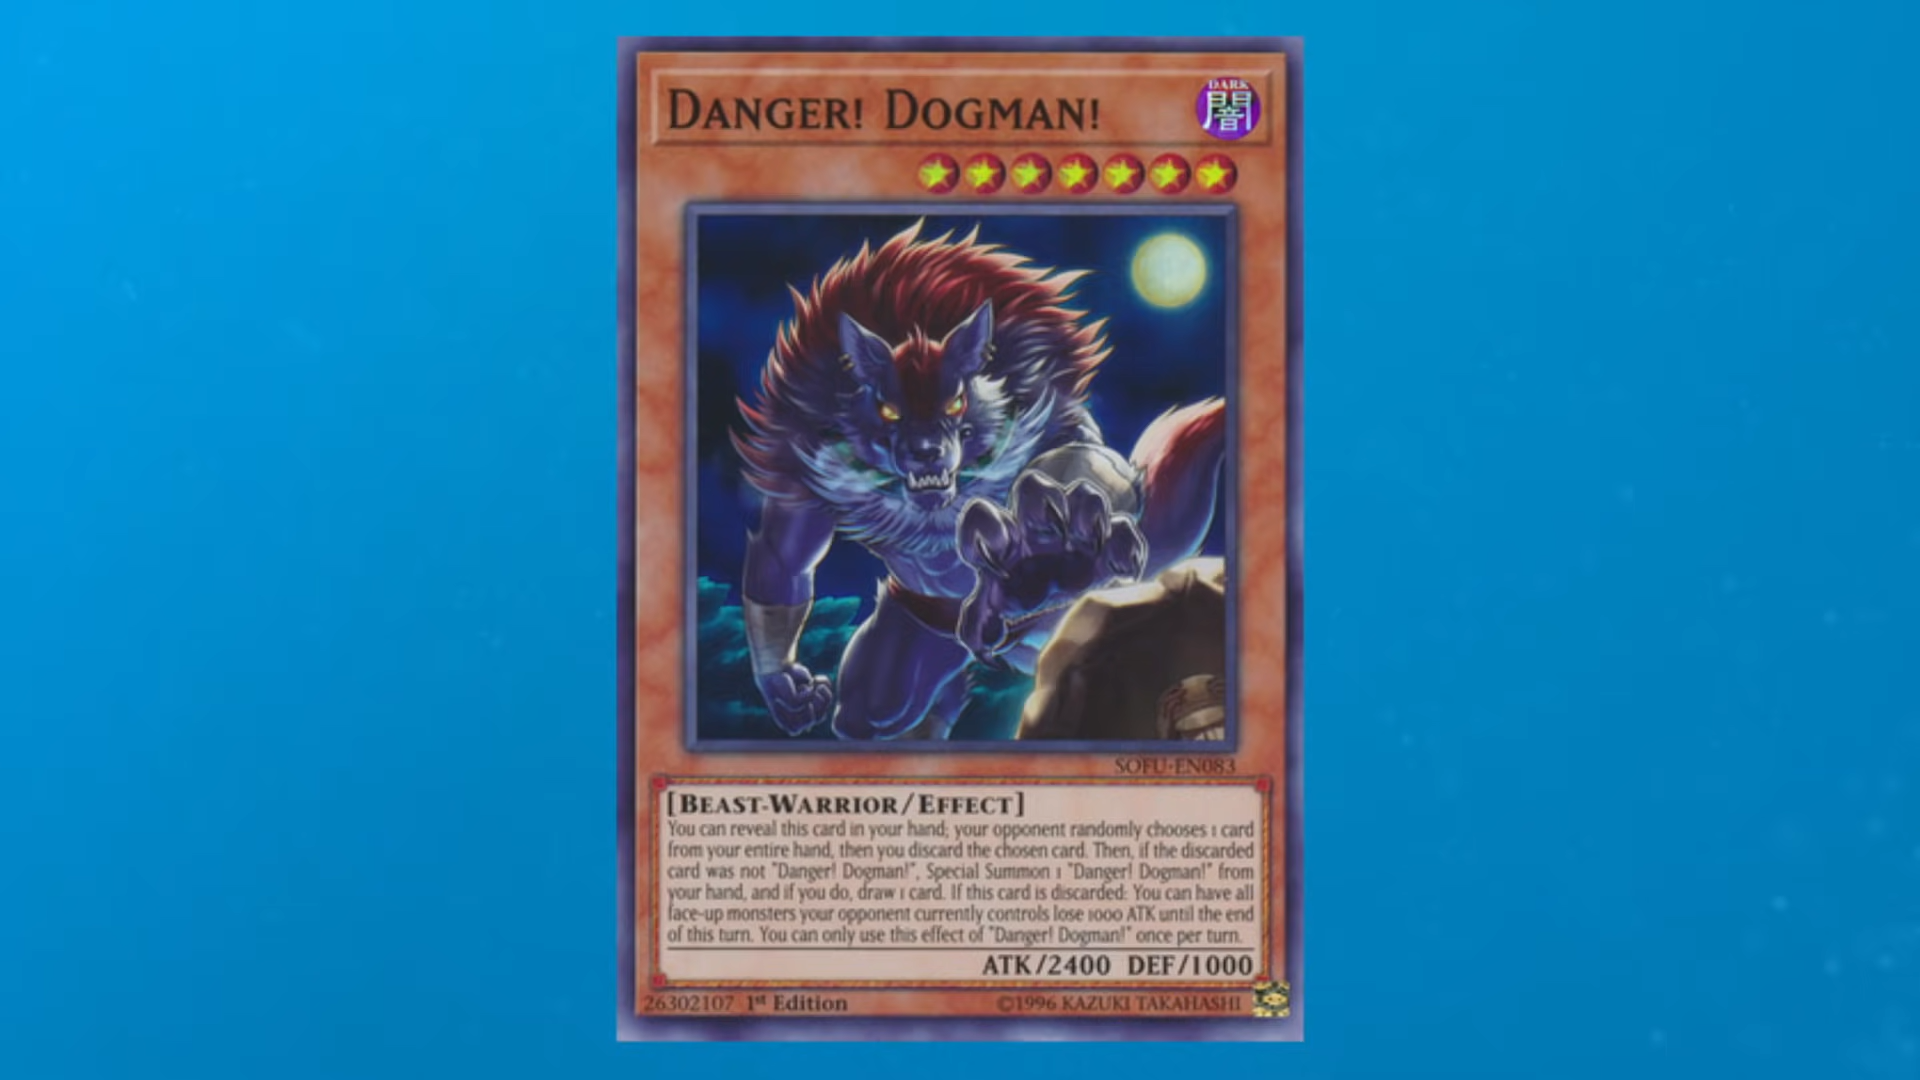 DANGER! DOGMAN!
DARK
闇
SOFU-EN083
[BEAST-WARRIOR/EFFECT]
You can reveal this card in your hand; your opponent randomly chooses 1 card
from your entire hand, then you discard the chosen card. Then, if the discarded
card was not "Danger! Dogman!", Special Summon 1 "Danger! Dogman!" from
your hand, and if you do, draw 1 card. If this card is discarded: You can have all
face-up monsters your opponent currently controls lose 1000 ATK until the end
of this turn. You can only use this effect of "Danger! Dogman!" once per turn.
ATK/2400 DEF/1000
26302107 1st Edition
©1996 KAZUKI TAKAHASHI